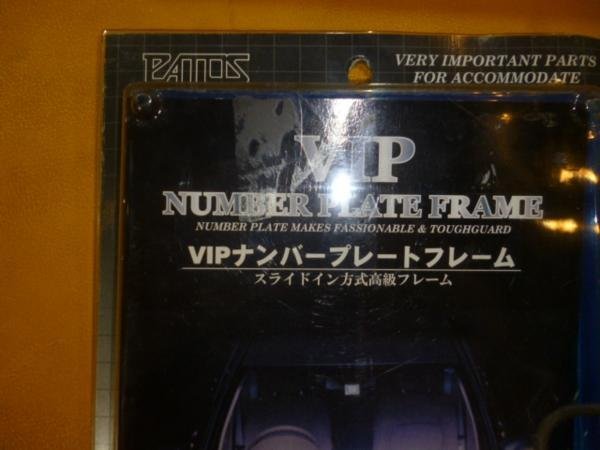 PATIOS
VERY IMPORTANT PARTS
FOR ACCOMMODATE
VIP
NUMBER PLATE FRAME
NUMBER PLATE MAKES FASSIONABLE & TOUGHGUARD
VIPナンバープレートフレーム
スライドイン方式高級フレーム